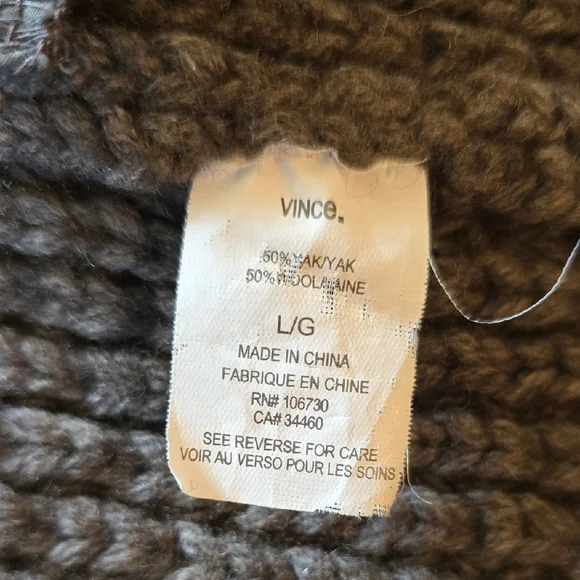 VINCe.
50% YAK/YAK
50% WOOL/LAINE
L/G
MADE IN CHINA
FABRIQUE EN CHINE
RN# 106730
CA# 34460
SEE REVERSE FOR CARE
VOIR AU VERSO POUR LES SOINS